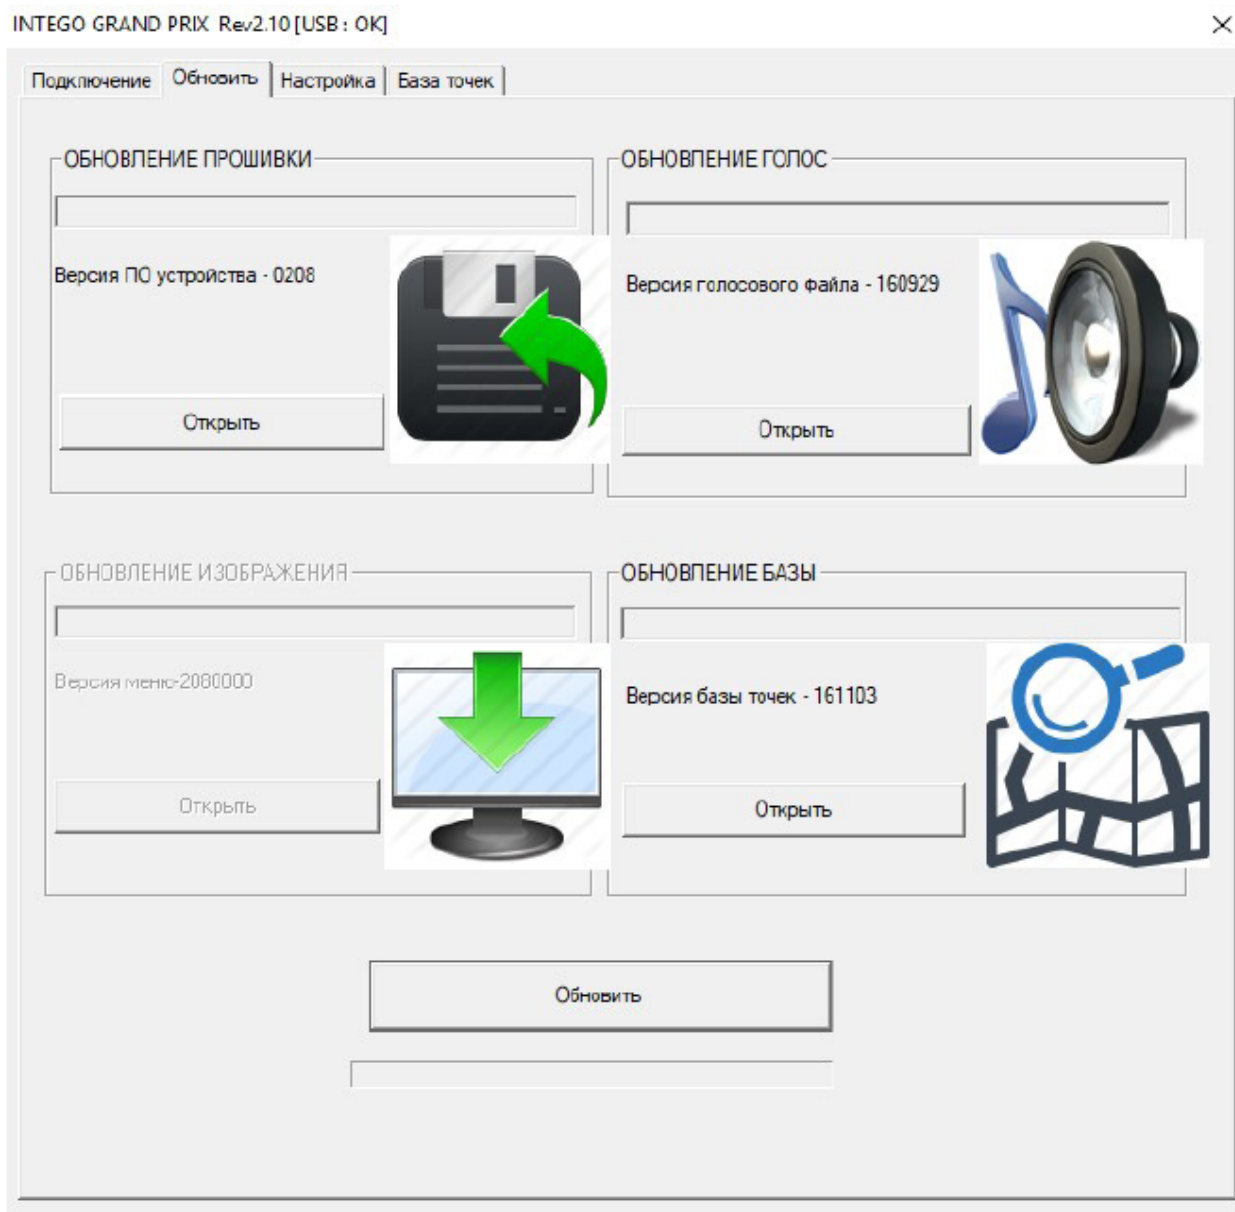 INTEGO GRAND PRIX Rev2.10 [USB : OK]
Подключение Обновить Настройка База точек
ОБНОВЛЕНИЕ ПРОШИВКИ
Версия ПО устройства - 0208
Открыть
ОБНОВЛЕНИЕ ГОЛОС
Версия голосового файла - 160929
Открыть
ОБНОВЛЕНИЕ ИЗОБРАЖЕНИЯ
Версия меню-2080000
Открыть
ОБНОВЛЕНИЕ БАЗЫ
Версия базы точек - 161103
Открыть
Обновить